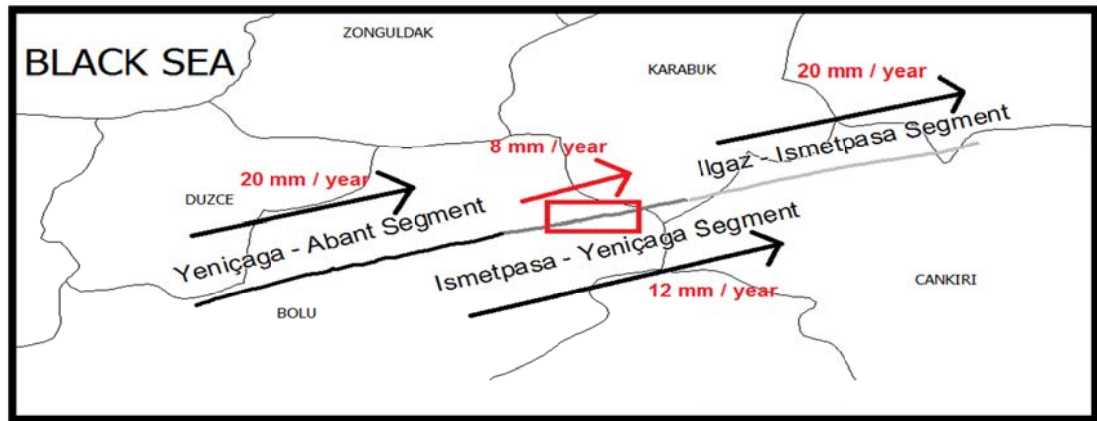 ZONGULDAK
BLACK SEA
KARABUK
20 mm / year
Ilgaz - Ismetpasa Segment
8 mm / year
20 mm / year
DUZCE
Yeniçaga - Abant Segment
Ismetpasa - Yeniçaga Segment
12 mm / year
CANKIRI
BOLU